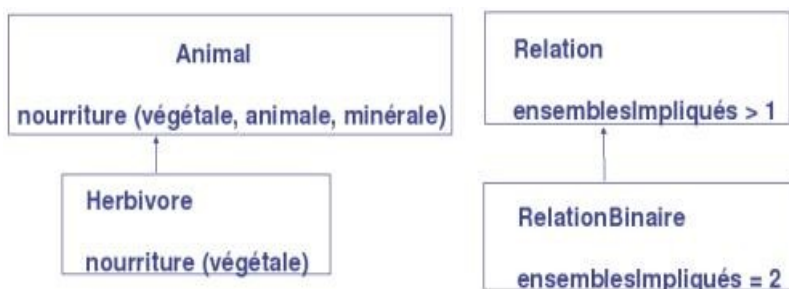 Animal
nourriture (végétale, animale, minérale)
Herbivore
nourriture (végétale)
Relation
ensemblesImpliqués > 1
RelationBinaire
ensemblesImpliqués = 2